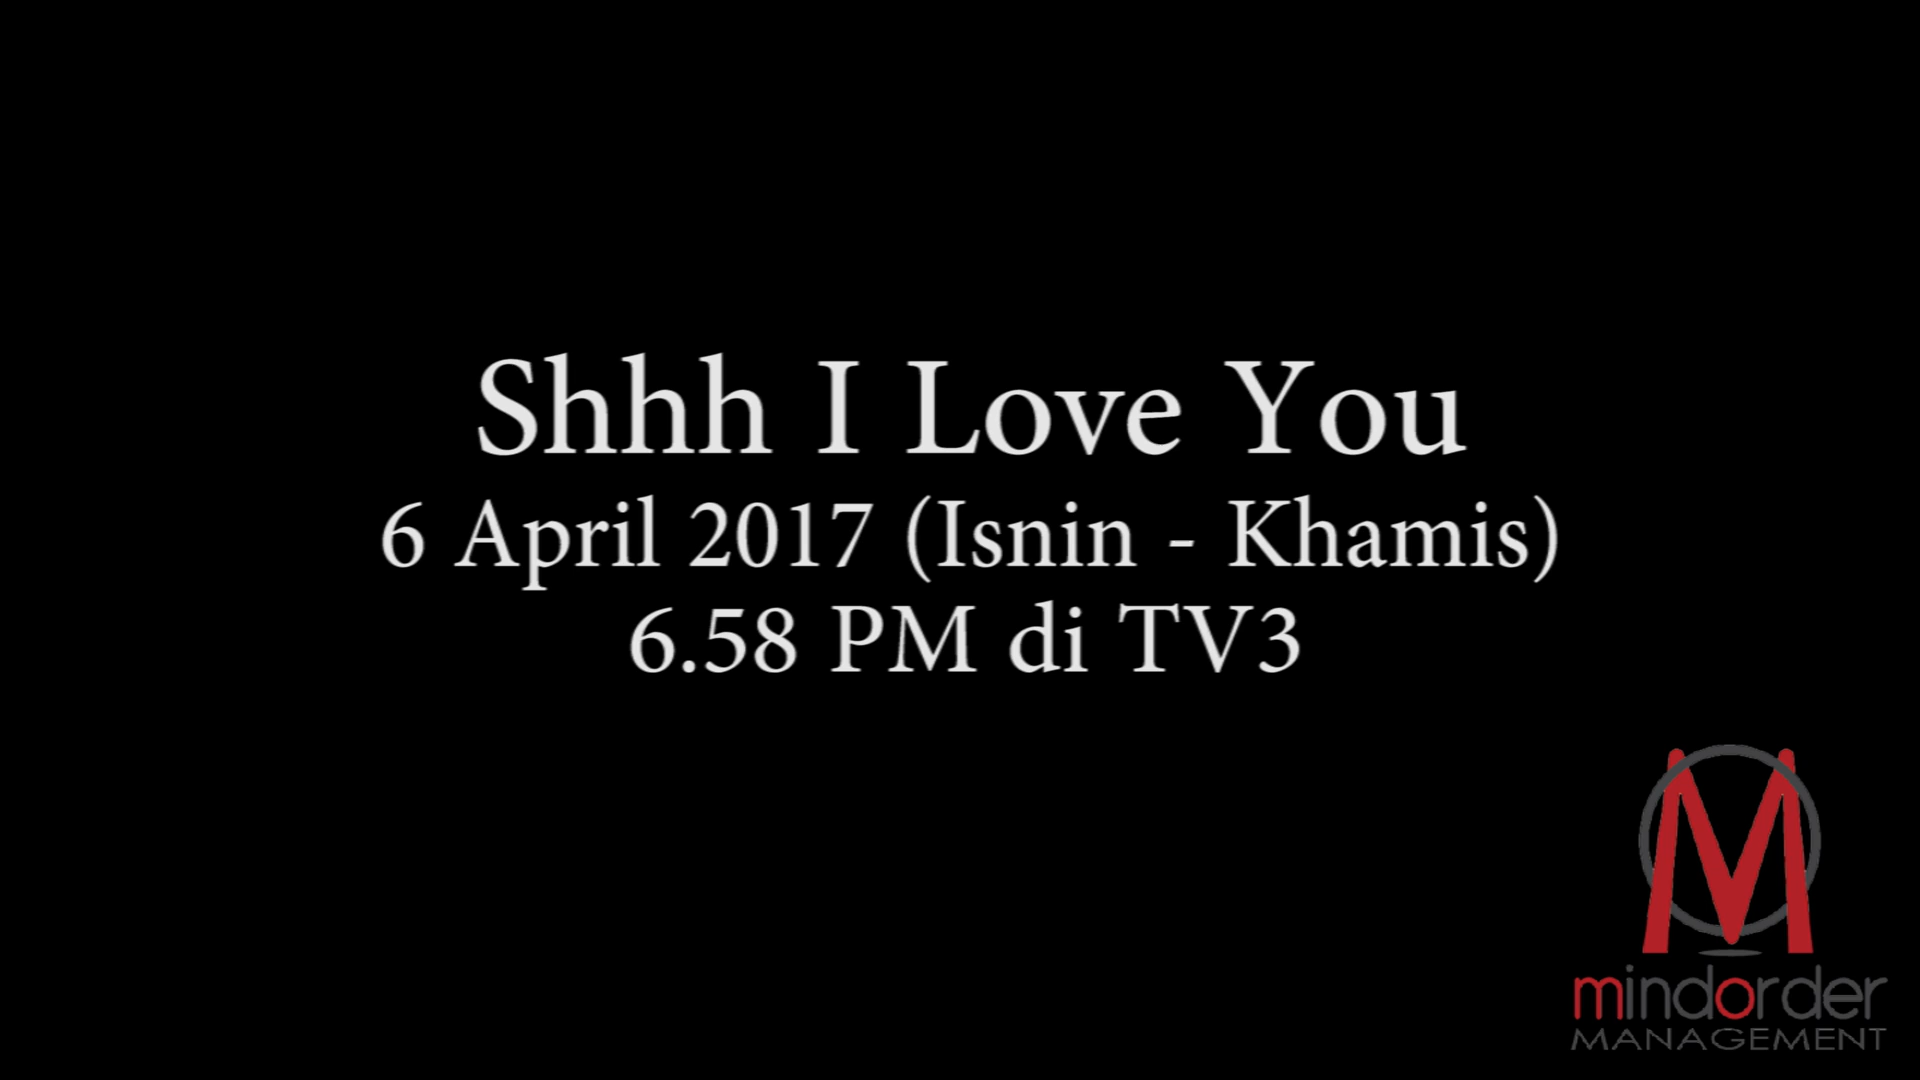 Shhh I Love You
6 April 2017 (Isnin - Khamis)
6.58 PM di TV3
M
mindorder
MANAGEMENT